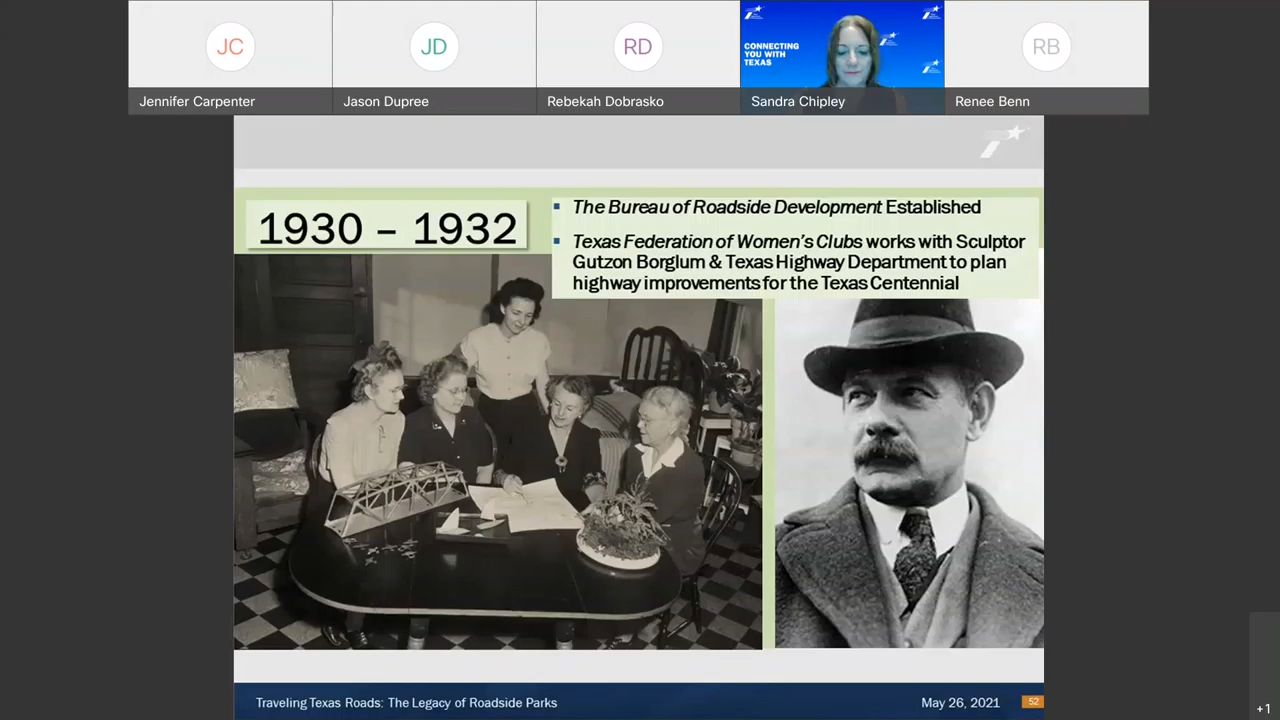 JC
JD
RD
CONNECTING
YOU WITH
TEXAS
RB
Jennifer Carpenter
Jason Dupree
Rebekah Dobrasko
Sandra Chipley
Renee Benn
1930 – 1932
▪ The Bureau of Roadside Development Established
▪ Texas Federation of Women's Clubs works with Sculptor
Gutzon Borglum & Texas Highway Department to plan
highway improvements for the Texas Centennial
Traveling Texas Roads: The Legacy of Roadside Parks
May 26, 2021
52
+1